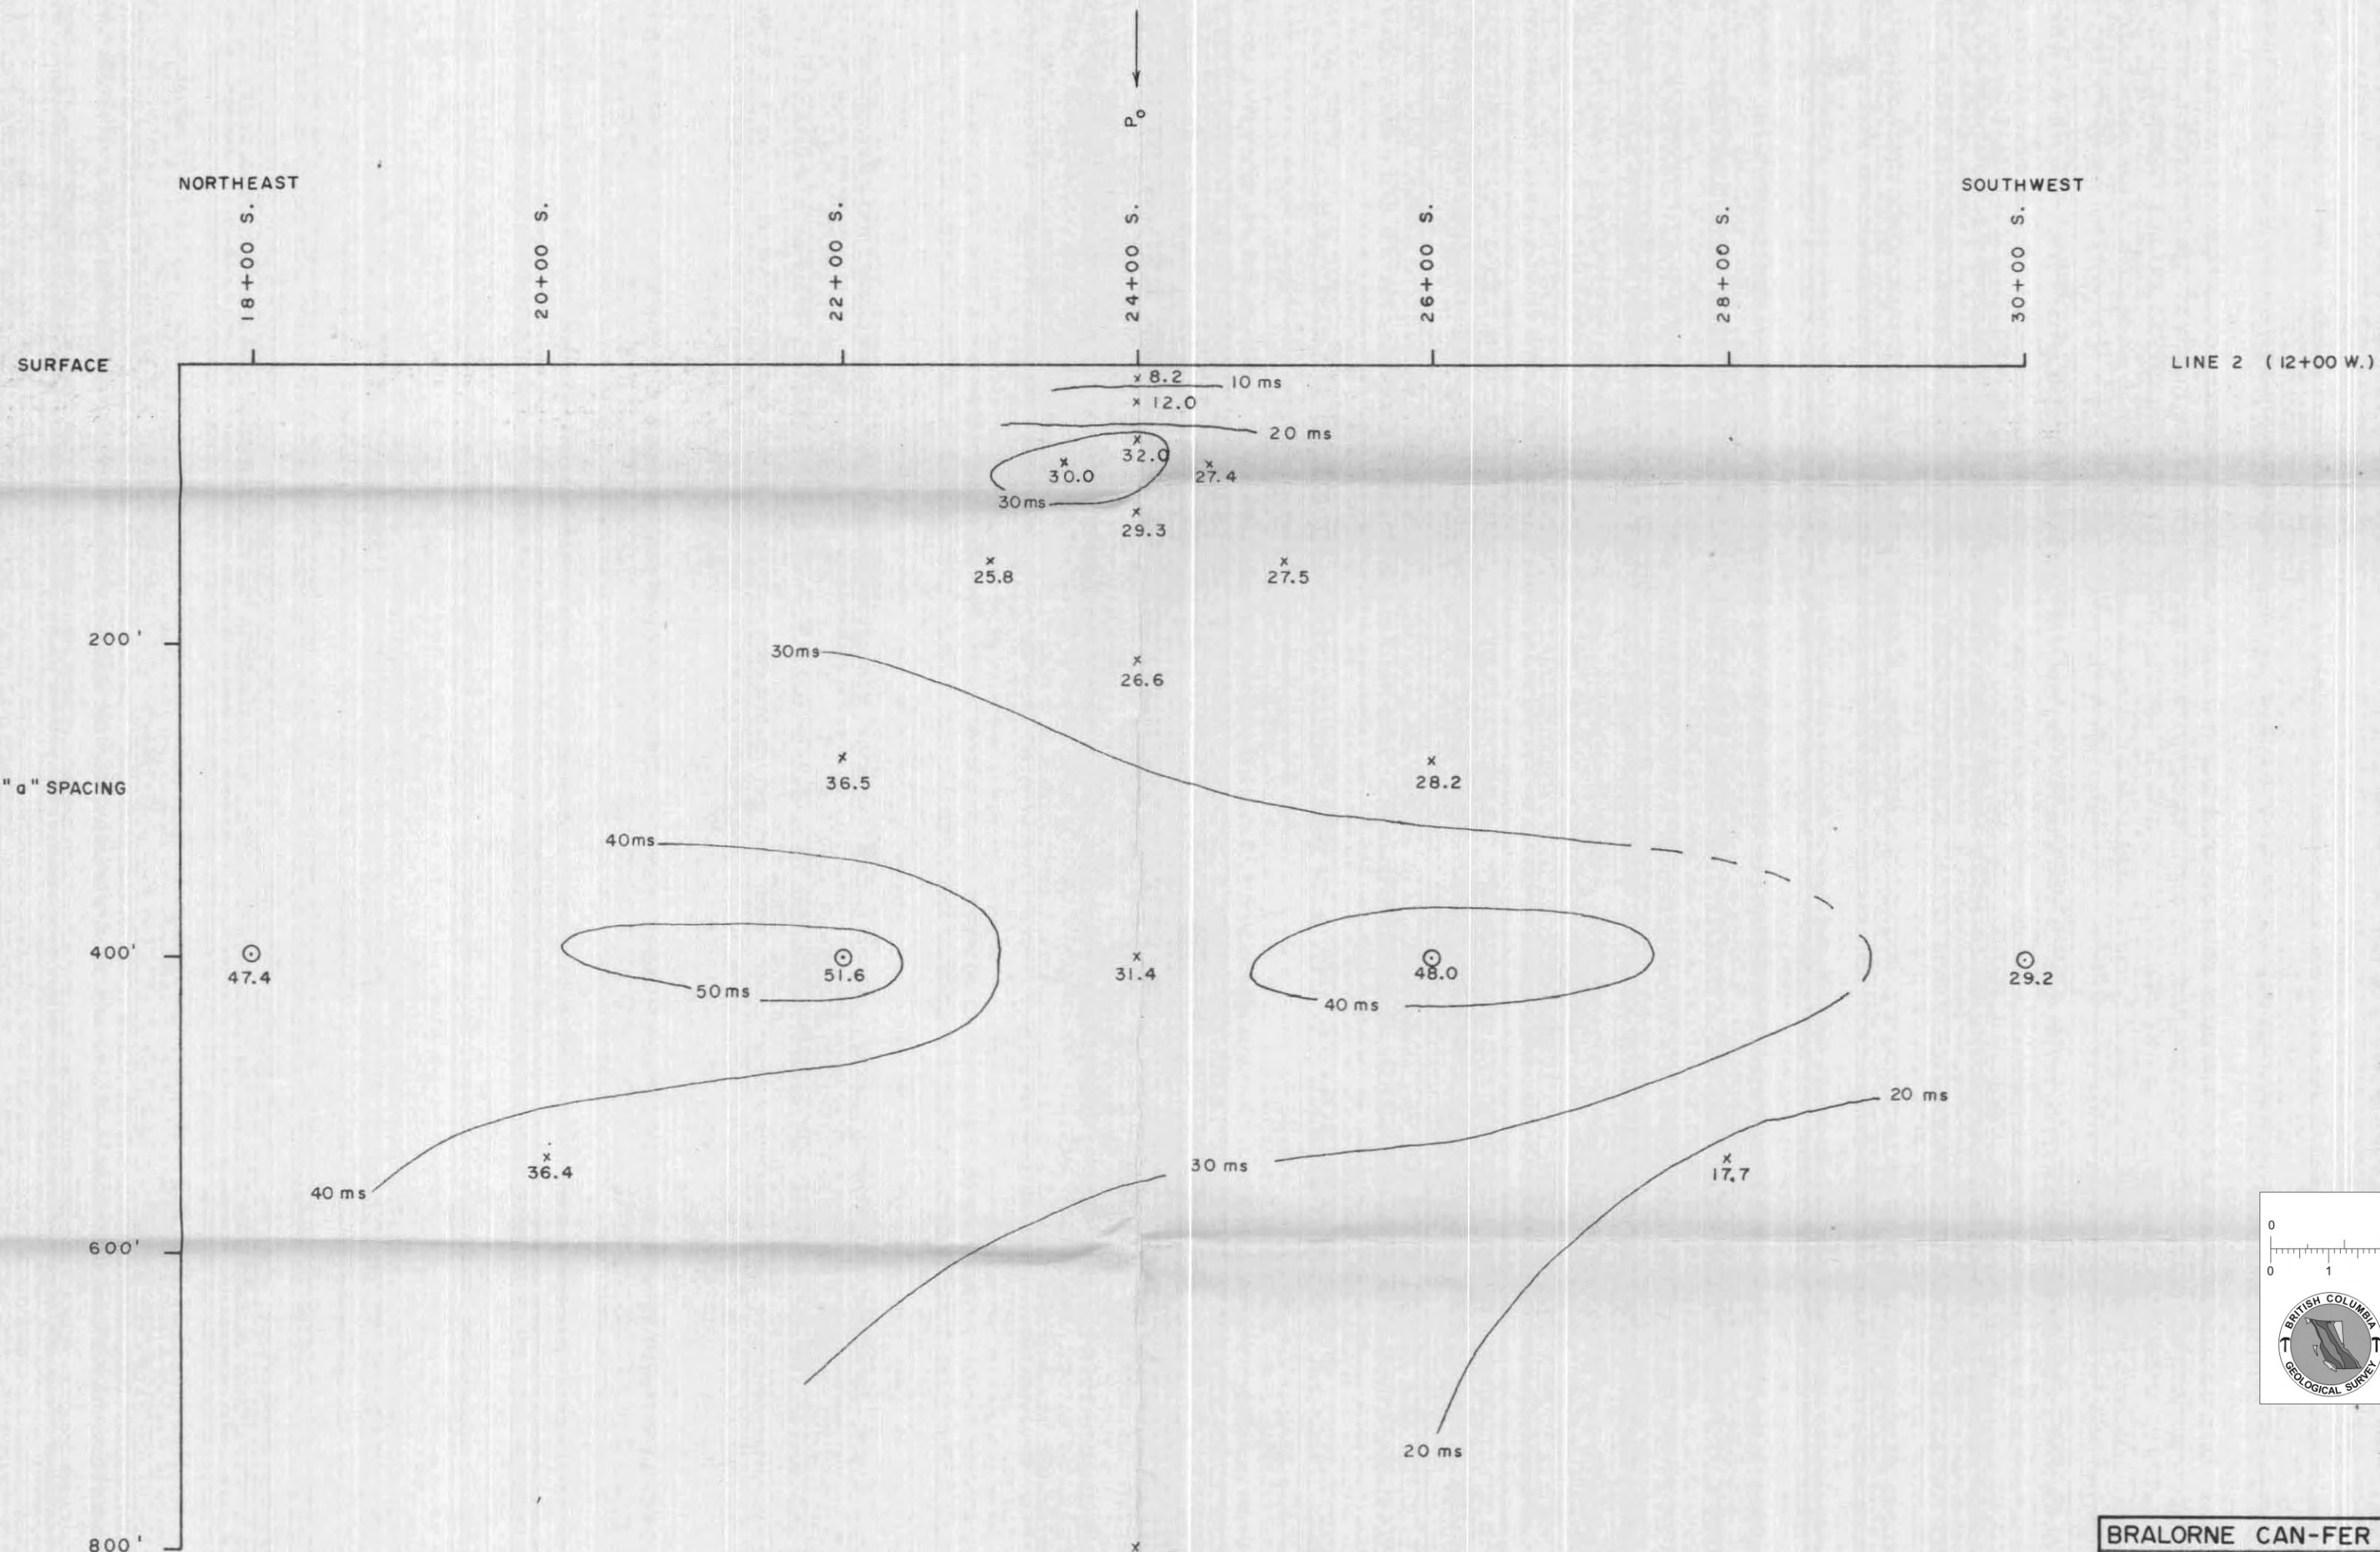 P₀
NORTHEAST
SOUTHWEST
18+00 S.
20+00 S.
22+00 S.
24+00 S.
26+00 S.
28+00 S.
30+00 S.
SURFACE
LINE 2 (12+00 W.)
8.2
10 ms
12.0
20 ms
32.0
30.0
27.4
30ms
29.3
25.8
27.5
200'
30ms
26.6
"a" SPACING
36.5
28.2
40ms
400'
47.4
51.6
31.4
48.0
29.2
50ms
40 ms
20 ms
36.4
30 ms
17.7
40 ms
600'
0
0 1
BRITISH COLUMBIA
GEOLOGICAL SURVEY
20 ms
800'
BRALORNE CAN-FER